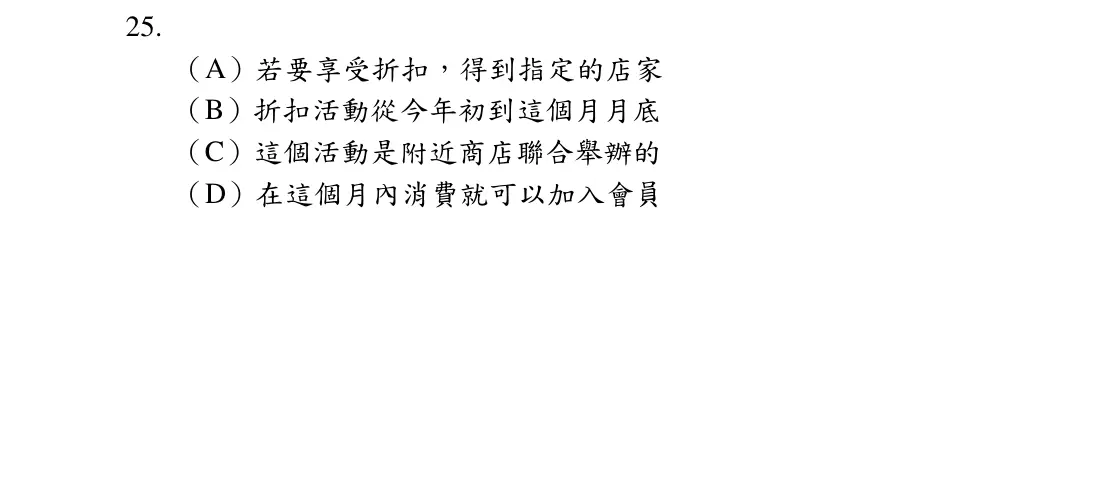 25.
（A）若要享受折扣，得到指定的店家
（B）折扣活動從今年初到這個月月底
（C）這個活動是附近商店聯合舉辦的
（D）在這個月內消費就可以加入會員